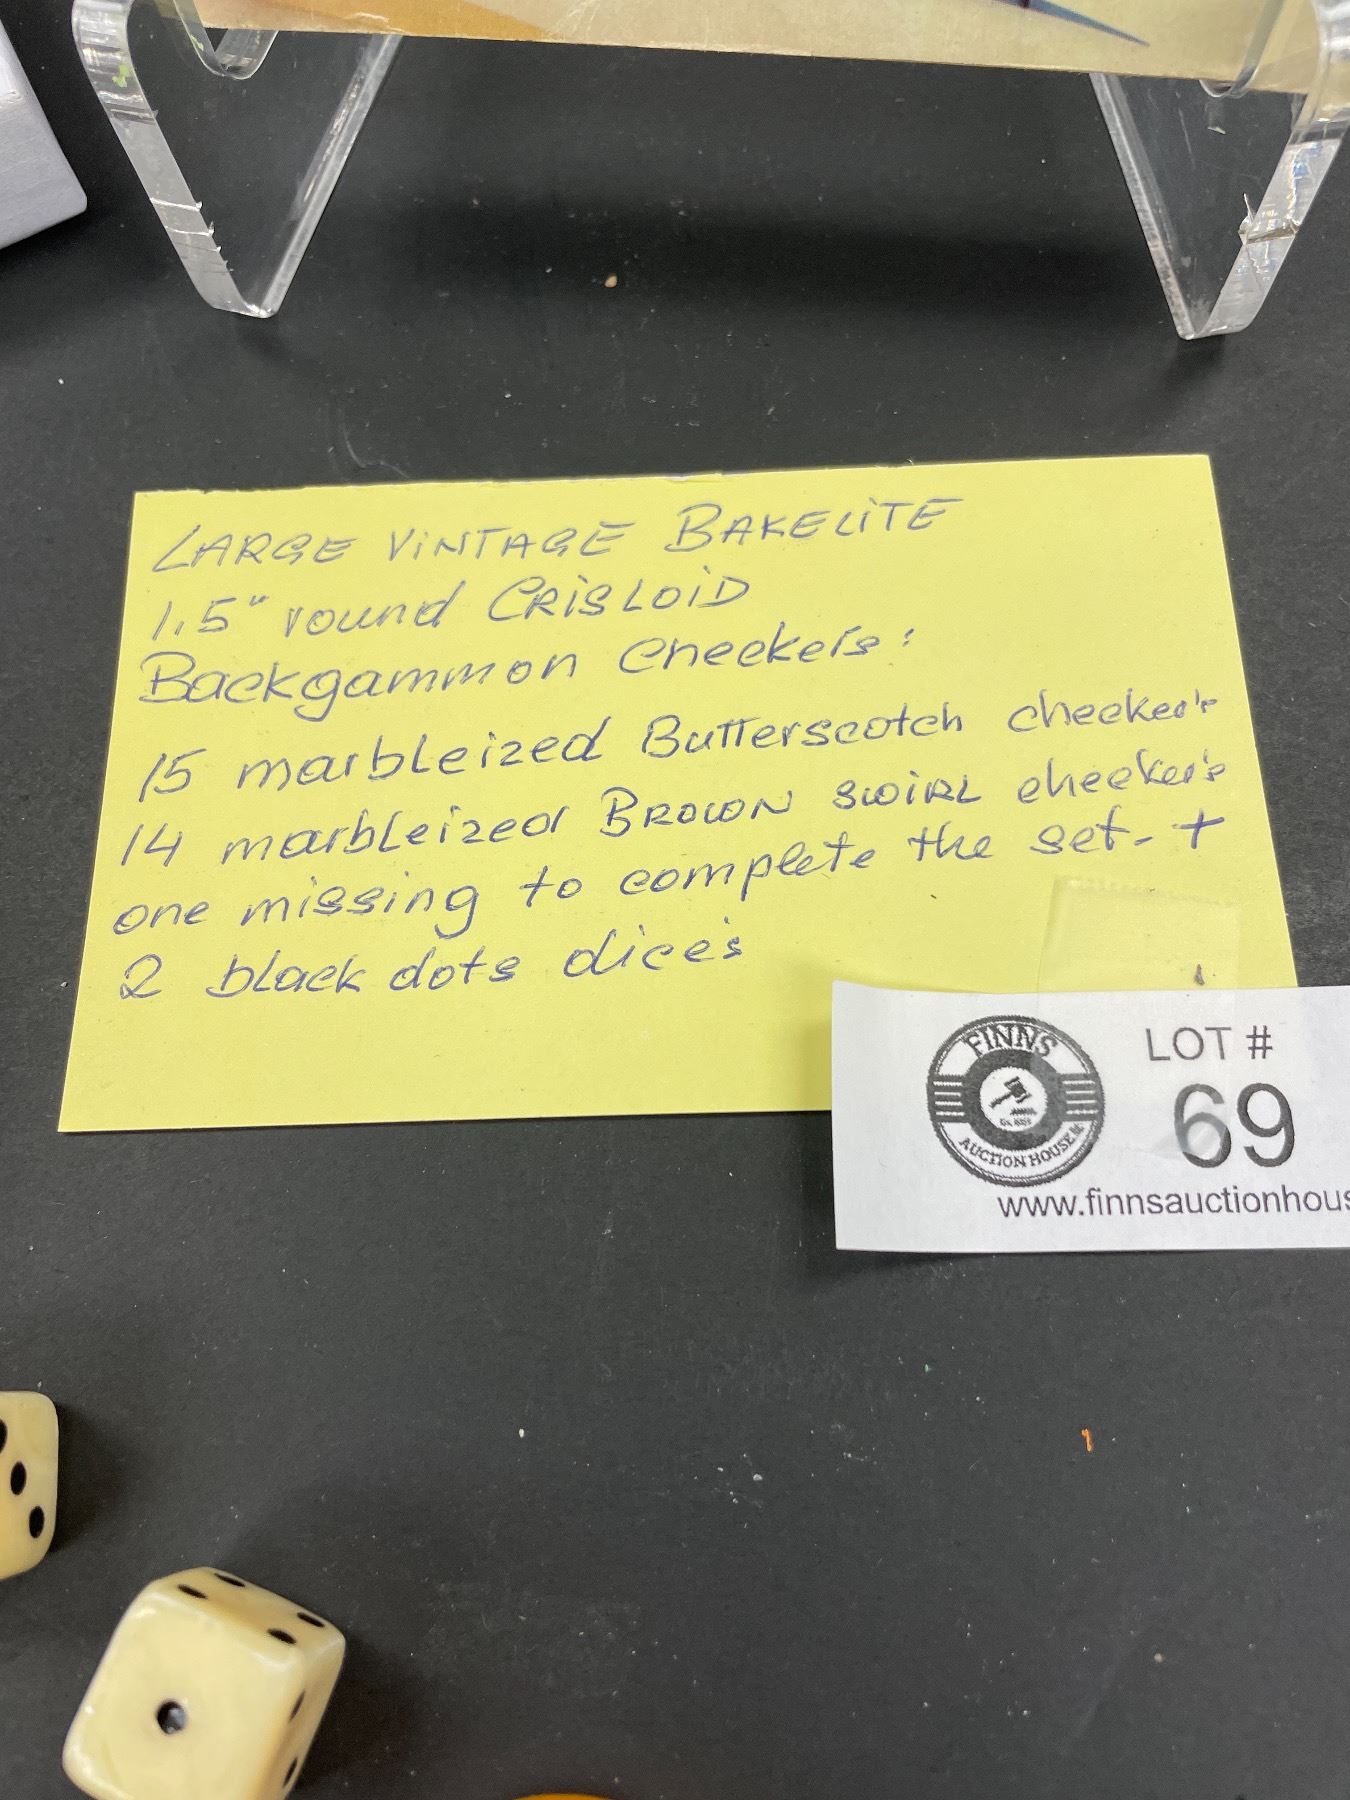 LARGE VINTAGE BAKELITE
1.5" round CRISLOID
Backgammon Checkers:
15 marbleized Butterscotch checker's
14 marbleized BROWN SWIRL checker's
one missing to complete the set - +
2 black dots dice's
FINNS
AUCTION HOUSE
LOT #
69
www.finnsauctionhous